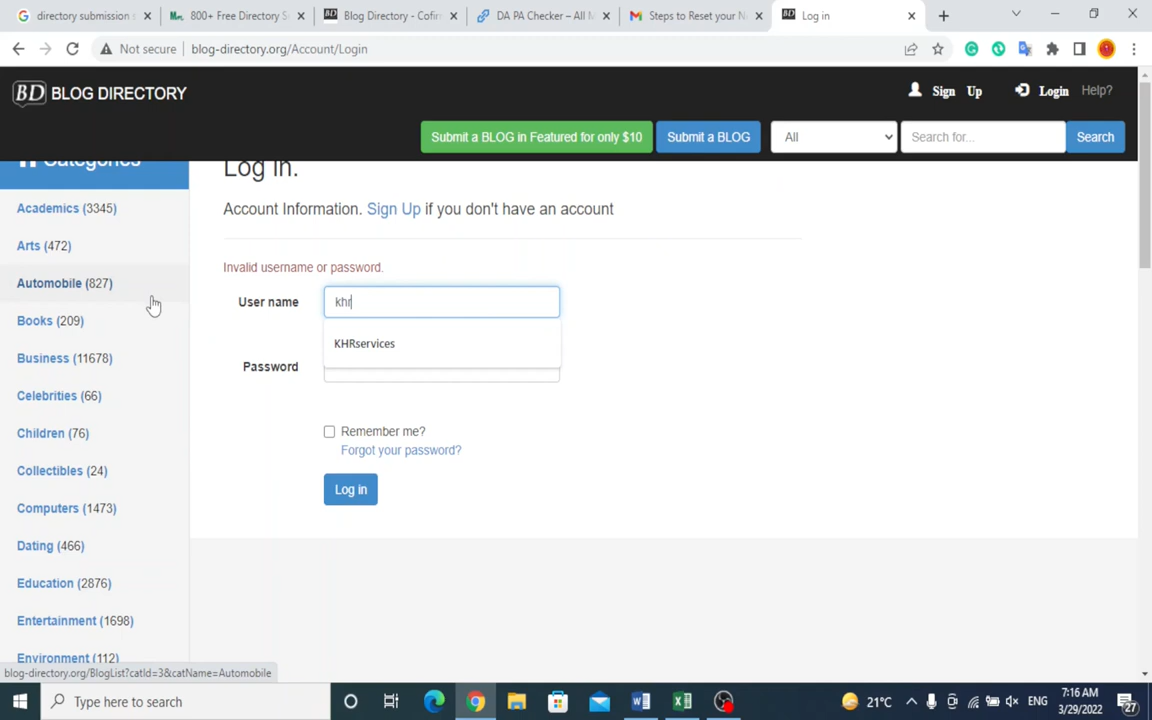 directory submission s
800+ Free Directory S
Blog Directory - Cofirm
DA PA Checker – All M
Steps to Reset your N
Log in
Not secure blog-directory.org/Account/Login
BD BLOG DIRECTORY
Sign Up Login Help?
Submit a BLOG in Featured for only $10
Submit a BLOG
All
Search for...
Search
Categories
Academics (3345)
Arts (472)
Automobile (827)
Books (209)
Business (11678)
Celebrities (66)
Children (76)
Collectibles (24)
Computers (1473)
Dating (466)
Education (2876)
Entertainment (1698)
Environment (112)
Log in.
Account Information. Sign Up if you don't have an account
Invalid username or password.
User name khr
KHRservices
Password
Remember me?
Forgot your password?
Log in
blog-directory.org/BlogList?catId=3&catName=Automobile
Type here to search
21°C
ENG
7:16 AM
3/29/2022
27